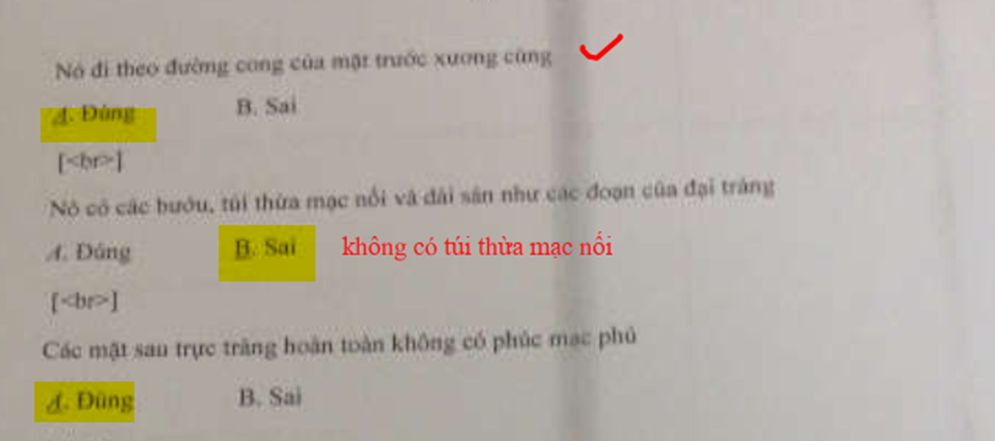 Nó đi theo đường cong của mặt trước xương cùng
A. Đúng B. Sai
[<br>]
Nó có các bướu, túi thừa mạc nối và dải sán như các đoạn của đại tràng
A. Đúng B. Sai không có túi thừa mạc nối
[<br>]
Các mặt sau trực tràng hoàn toàn không có phúc mạc phủ
A. Đũng B. Sai